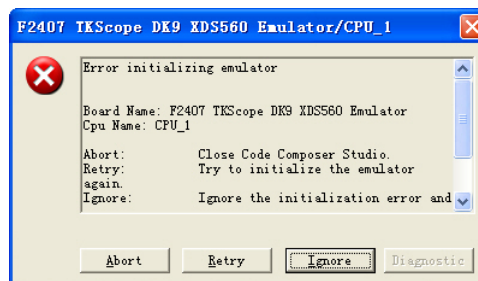 F2407 TKScope DK9 XDS560 Emulator/CPU_1
Error initializing emulator
Board Name: F2407 TKScope DK9 XDS560 Emulator
Cpu Name: CPU_1
Abort: Close Code Composer Studio.
Retry: Try to initialize the emulator
again.
Ignore: Ignore the initialization error and
Abort Retry Ignore Diagnostic